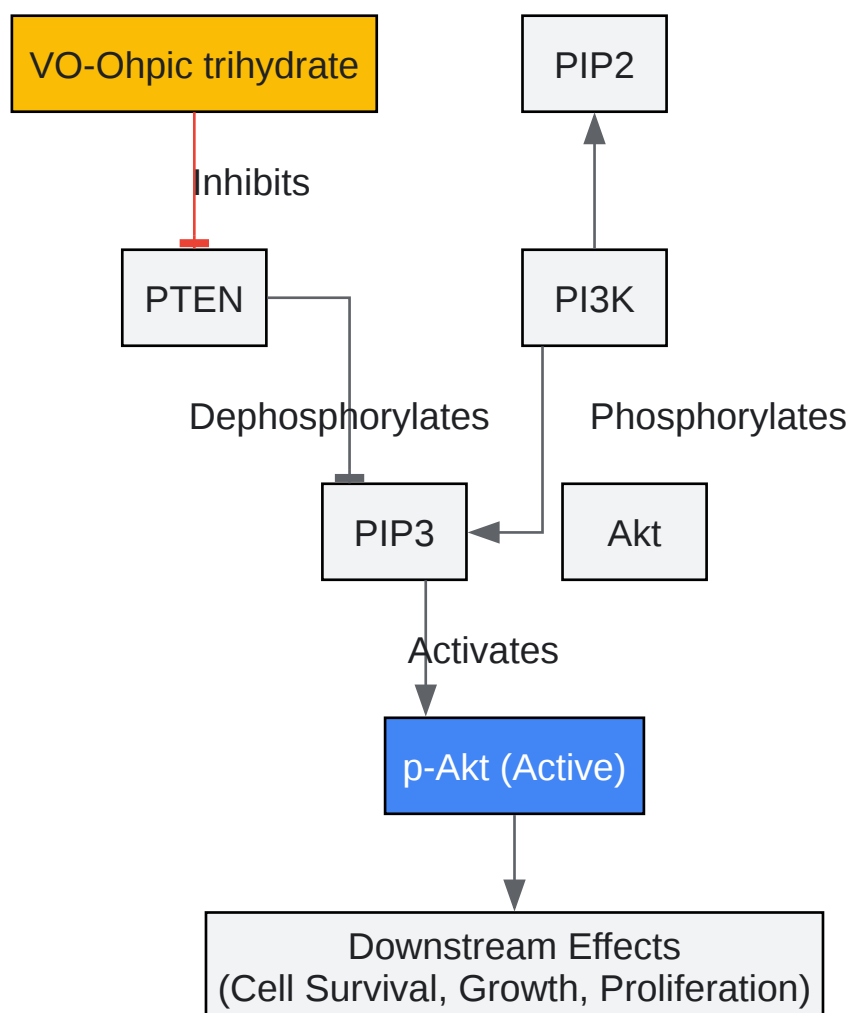 VO-Ohpic trihydrate
PIP2
Inhibits
PTEN
PI3K
Dephosphorylates
Phosphorylates
PIP3
Akt
Activates
p-Akt (Active)
Downstream Effects
(Cell Survival, Growth, Proliferation)